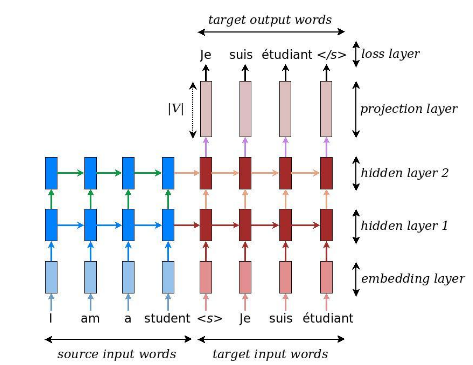 target output words
Je suis étudiant </s> loss layer
|V| projection layer
hidden layer 2
hidden layer 1
embedding layer
I am a student <s> Je suis étudiant
source input words target input words